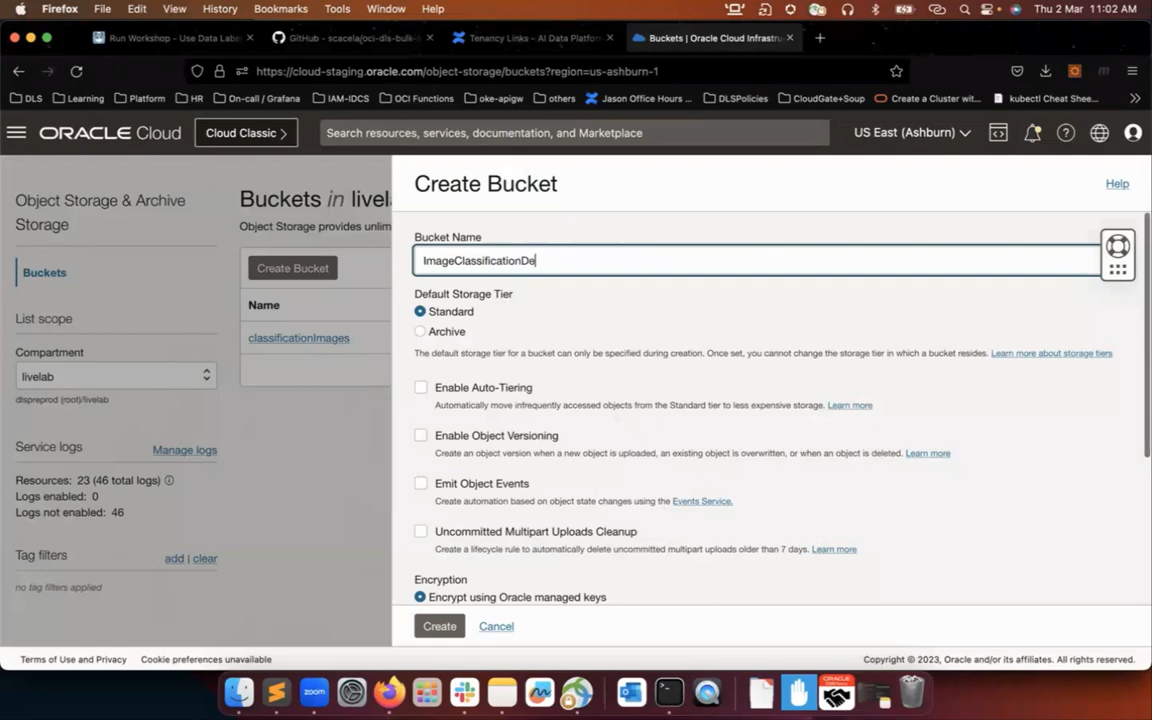 Firefox File Edit View History Bookmarks Tools Window Help Thu 2 Mar 11:02 AM
Run Workshop - Use Data Label GitHub - scacela/oci-dls-bulk- Tenancy Links – AI Data Platfor Buckets | Oracle Cloud Infrastru
https://cloud-staging.oracle.com/object-storage/buckets?region=us-ashburn-1
DLS Learning Platform HR On-call / Grafana IAM-IDCS OCI Functions oke-apigw others Jason Office Hours ... DLSPolicies CloudGate+Soup Create a Cluster wit... kubectl Cheat Shee...
ORACLE Cloud Cloud Classic Search resources, services, documentation, and Marketplace US East (Ashburn)
Object Storage & Archive
Storage
Buckets
List scope
Compartment
livelab
dlspreprod (root)/livelab
Service logs Manage logs
Resources: 23 (46 total logs)
Logs enabled: 0
Logs not enabled: 46
Tag filters add | clear
no tag filters applied
Buckets in livel
Object Storage provides unlim
Create Bucket
Name
classificationImages
Create Bucket
Help
Bucket Name
ImageClassificationDe
Default Storage Tier
Standard
Archive
The default storage tier for a bucket can only be specified during creation. Once set, you cannot change the storage tier in which a bucket resides. Learn more about storage tiers
Enable Auto-Tiering
Automatically move infrequently accessed objects from the Standard tier to less expensive storage. Learn more
Enable Object Versioning
Create an object version when a new object is uploaded, an existing object is overwritten, or when an object is deleted. Learn more
Emit Object Events
Create automation based on object state changes using the Events Service.
Uncommitted Multipart Uploads Cleanup
Create a lifecycle rule to automatically delete uncommitted multipart uploads older than 7 days. Learn more
Encryption
Encrypt using Oracle managed keys
Create Cancel
Terms of Use and Privacy Cookie preferences unavailable Copyright © 2023, Oracle and/or its affiliates. All rights reserved.
zoom